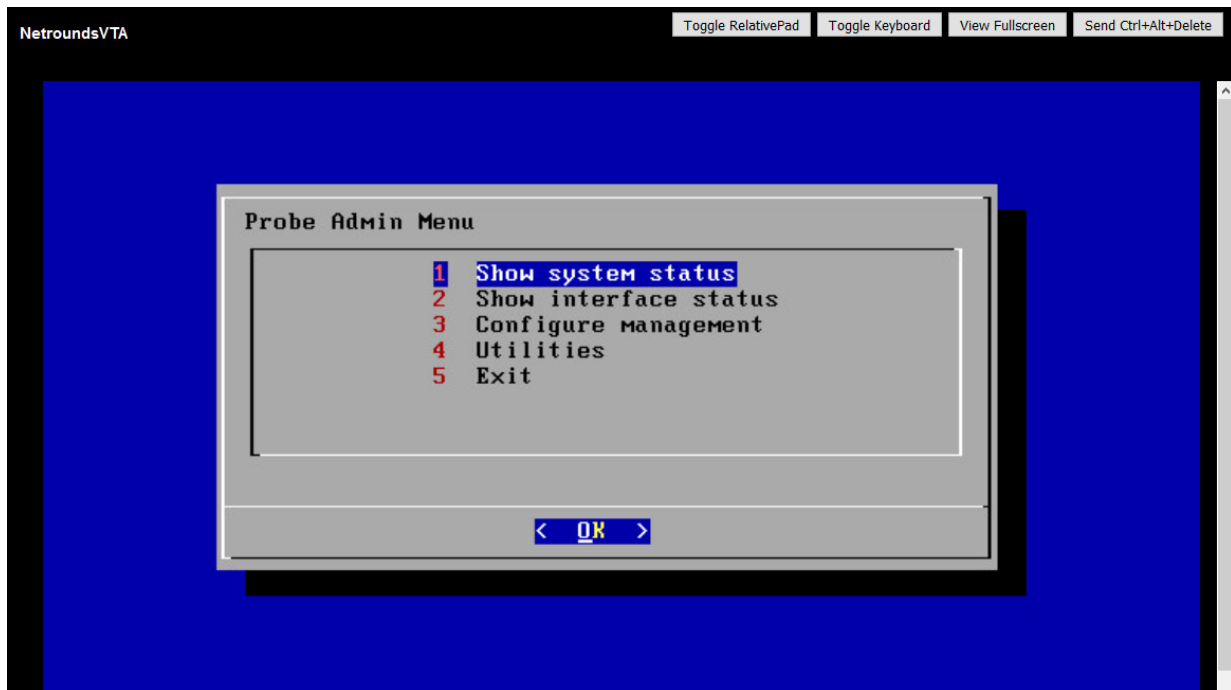 NetroundsVTA
Toggle RelativePad Toggle Keyboard View Fullscreen Send Ctrl+Alt+Delete
Probe Admin Menu
1 Show system status
2 Show interface status
3 Configure management
4 Utilities
5 Exit
< OK >